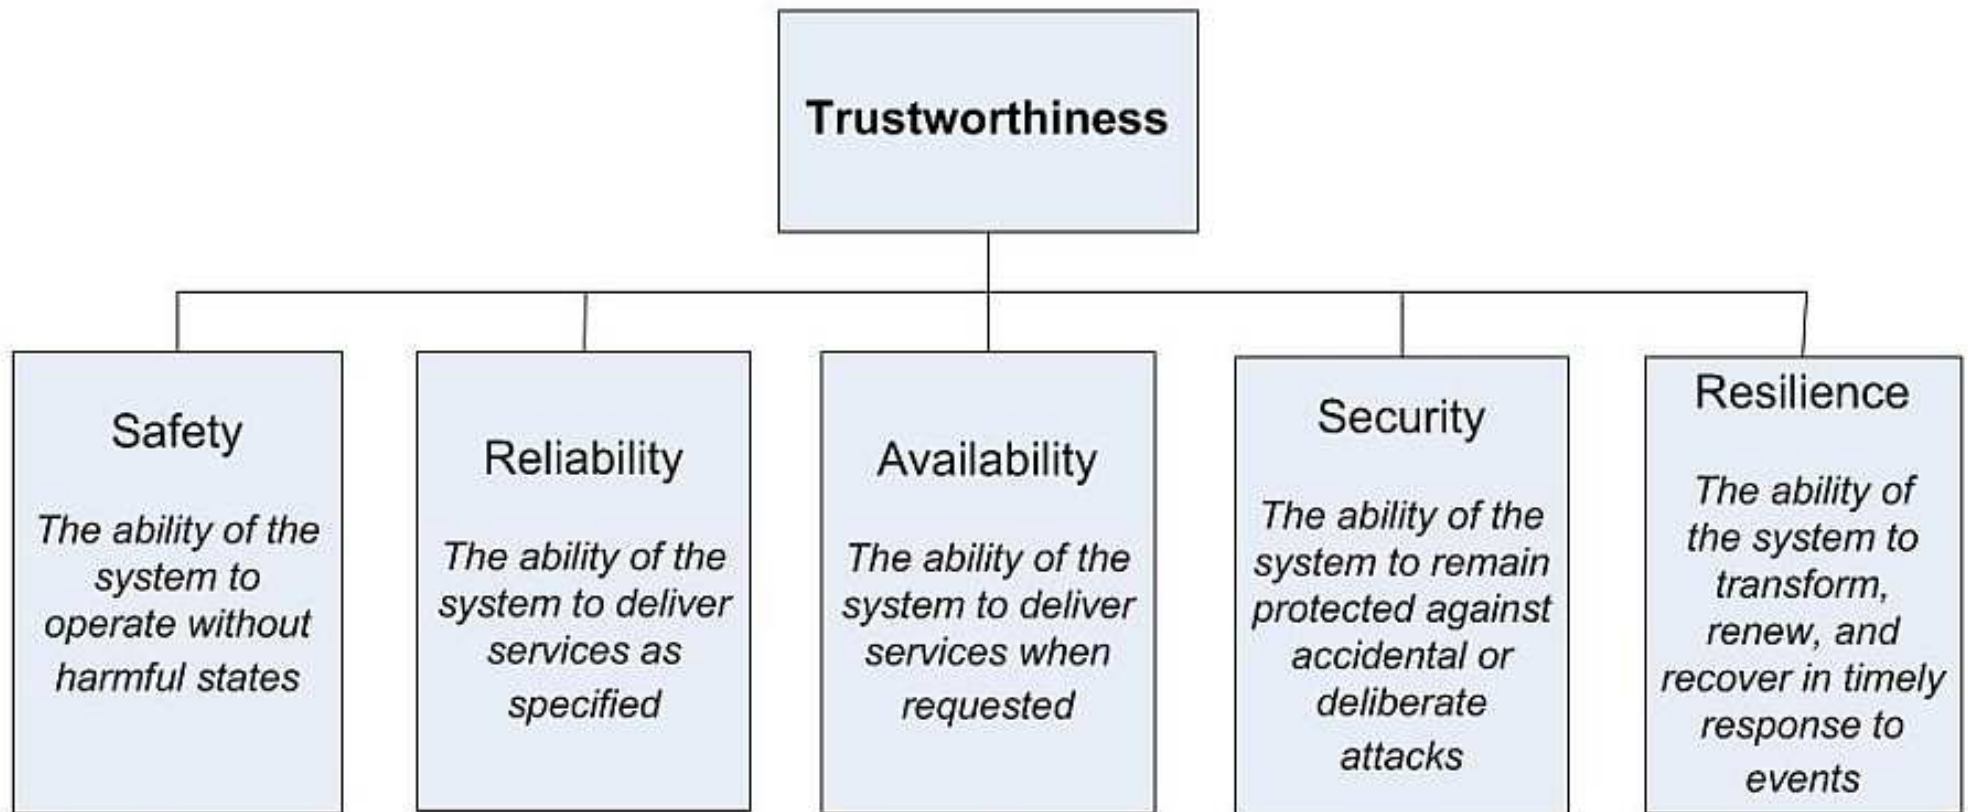 Trustworthiness
Safety
The ability of the
system to
operate without
harmful states
Reliability
The ability of the
system to deliver
services as
specified
Availability
The ability of the
system to deliver
services when
requested
Security
The ability of the
system to remain
protected against
accidental or
deliberate
attacks
Resilience
The ability of
the system to
transform,
renew, and
recover in timely
response to
events